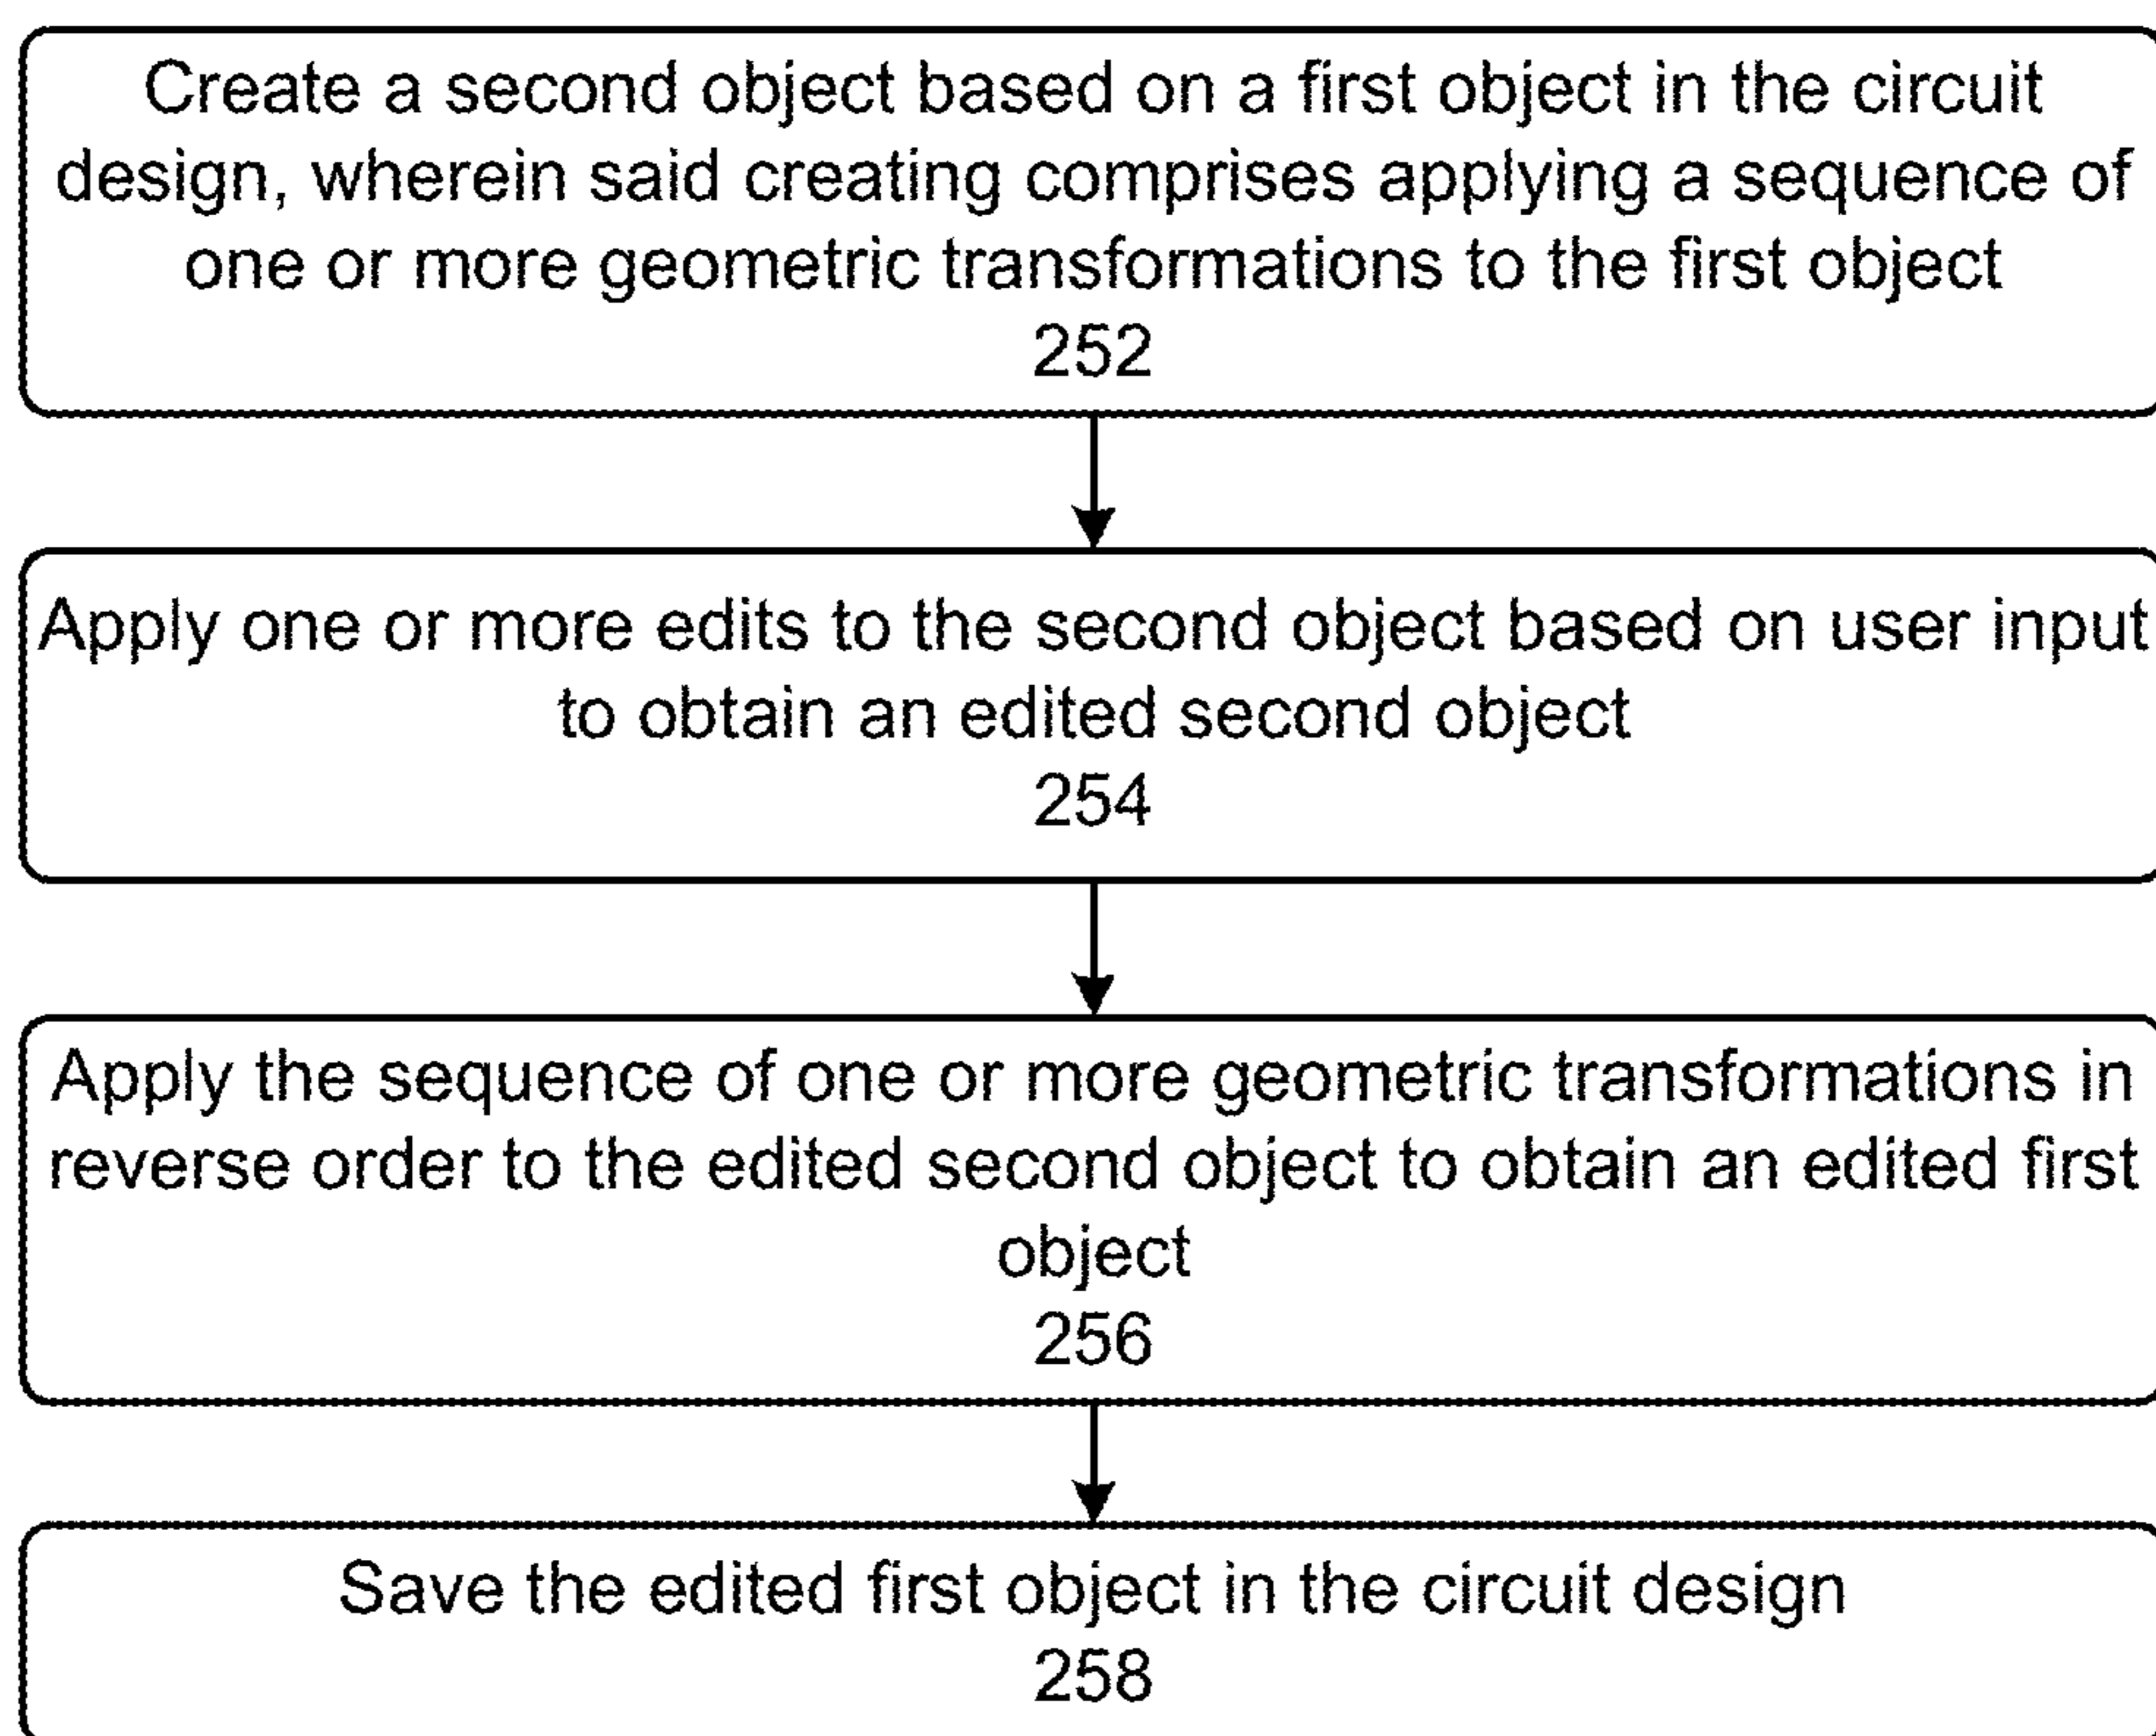 Create a second object based on a first object in the circuit
design, wherein said creating comprises applying a sequence of
one or more geometric transformations to the first object
252
Apply one or more edits to the second object based on user input
to obtain an edited second object
254
Apply the sequence of one or more geometric transformations in
reverse order to the edited second object to obtain an edited first
object
256
Save the edited first object in the circuit design
258